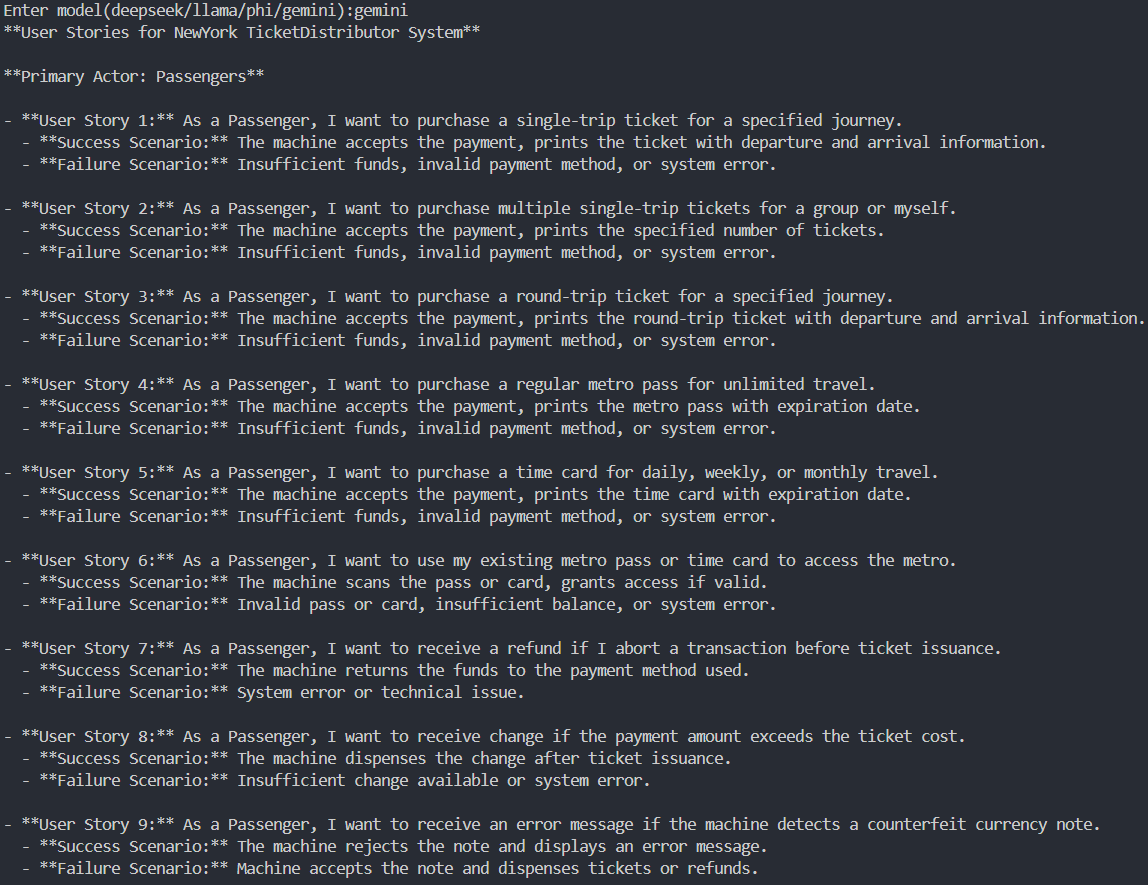 Enter model(deepseek/llama/phi/gemini):gemini
**User Stories for NewYork TicketDistributor System**
**Primary Actor: Passengers**
- **User Story 1:** As a Passenger, I want to purchase a single-trip ticket for a specified journey.
  - **Success Scenario:** The machine accepts the payment, prints the ticket with departure and arrival information.
  - **Failure Scenario:** Insufficient funds, invalid payment method, or system error.
- **User Story 2:** As a Passenger, I want to purchase multiple single-trip tickets for a group or myself.
  - **Success Scenario:** The machine accepts the payment, prints the specified number of tickets.
  - **Failure Scenario:** Insufficient funds, invalid payment method, or system error.
- **User Story 3:** As a Passenger, I want to purchase a round-trip ticket for a specified journey.
  - **Success Scenario:** The machine accepts the payment, prints the round-trip ticket with departure and arrival information.
  - **Failure Scenario:** Insufficient funds, invalid payment method, or system error.
- **User Story 4:** As a Passenger, I want to purchase a regular metro pass for unlimited travel.
  - **Success Scenario:** The machine accepts the payment, prints the metro pass with expiration date.
  - **Failure Scenario:** Insufficient funds, invalid payment method, or system error.
- **User Story 5:** As a Passenger, I want to purchase a time card for daily, weekly, or monthly travel.
  - **Success Scenario:** The machine accepts the payment, prints the time card with expiration date.
  - **Failure Scenario:** Insufficient funds, invalid payment method, or system error.
- **User Story 6:** As a Passenger, I want to use my existing metro pass or time card to access the metro.
  - **Success Scenario:** The machine scans the pass or card, grants access if valid.
  - **Failure Scenario:** Invalid pass or card, insufficient balance, or system error.
- **User Story 7:** As a Passenger, I want to receive a refund if I abort a transaction before ticket issuance.
  - **Success Scenario:** The machine returns the funds to the payment method used.
  - **Failure Scenario:** System error or technical issue.
- **User Story 8:** As a Passenger, I want to receive change if the payment amount exceeds the ticket cost.
  - **Success Scenario:** The machine dispenses the change after ticket issuance.
  - **Failure Scenario:** Insufficient change available or system error.
- **User Story 9:** As a Passenger, I want to receive an error message if the machine detects a counterfeit currency note.
  - **Success Scenario:** The machine rejects the note and displays an error message.
  - **Failure Scenario:** Machine accepts the note and dispenses tickets or refunds.